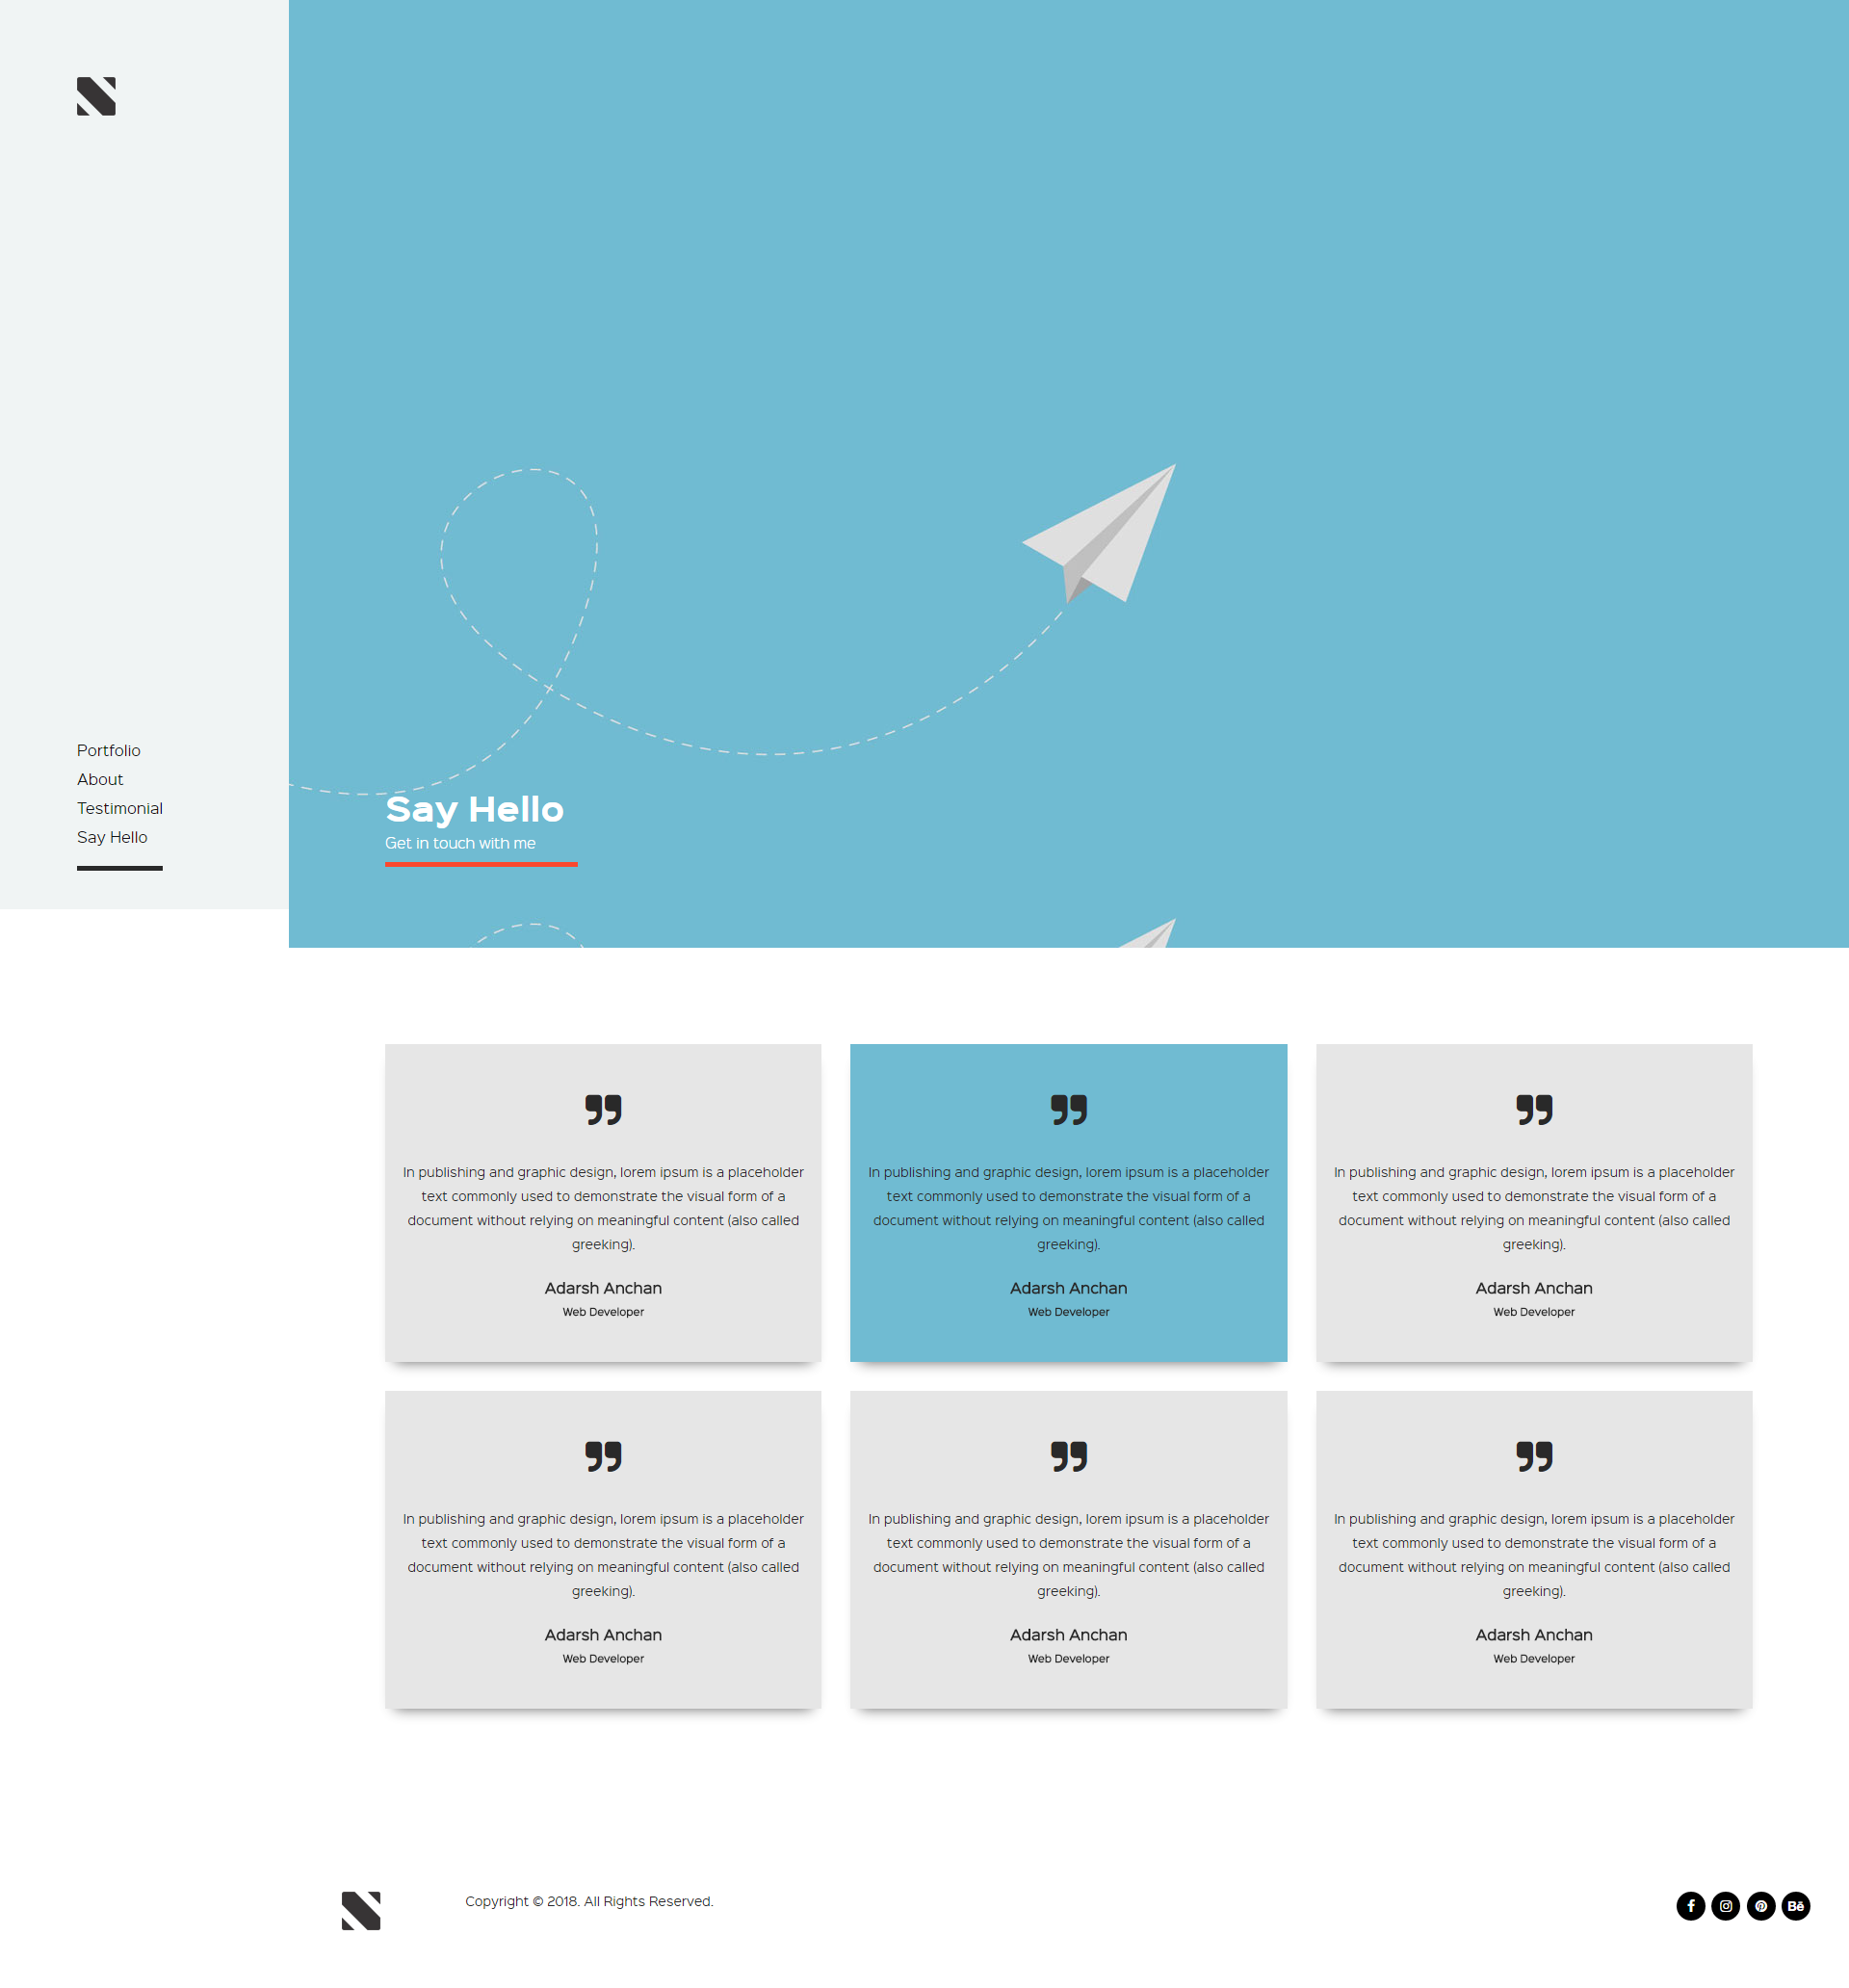 Portfolio
About
Testimonial
Say Hello
Say Hello
Get in touch with me
In publishing and graphic design, lorem ipsum is a placeholder
text commonly used to demonstrate the visual form of a
document without relying on meaningful content (also called
greeking).
Adarsh Anchan
Web Developer
In publishing and graphic design, lorem ipsum is a placeholder
text commonly used to demonstrate the visual form of a
document without relying on meaningful content (also called
greeking).
Adarsh Anchan
Web Developer
In publishing and graphic design, lorem ipsum is a placeholder
text commonly used to demonstrate the visual form of a
document without relying on meaningful content (also called
greeking).
Adarsh Anchan
Web Developer
In publishing and graphic design, lorem ipsum is a placeholder
text commonly used to demonstrate the visual form of a
document without relying on meaningful content (also called
greeking).
Adarsh Anchan
Web Developer
In publishing and graphic design, lorem ipsum is a placeholder
text commonly used to demonstrate the visual form of a
document without relying on meaningful content (also called
greeking).
Adarsh Anchan
Web Developer
In publishing and graphic design, lorem ipsum is a placeholder
text commonly used to demonstrate the visual form of a
document without relying on meaningful content (also called
greeking).
Adarsh Anchan
Web Developer
Copyright © 2018. All Rights Reserved.